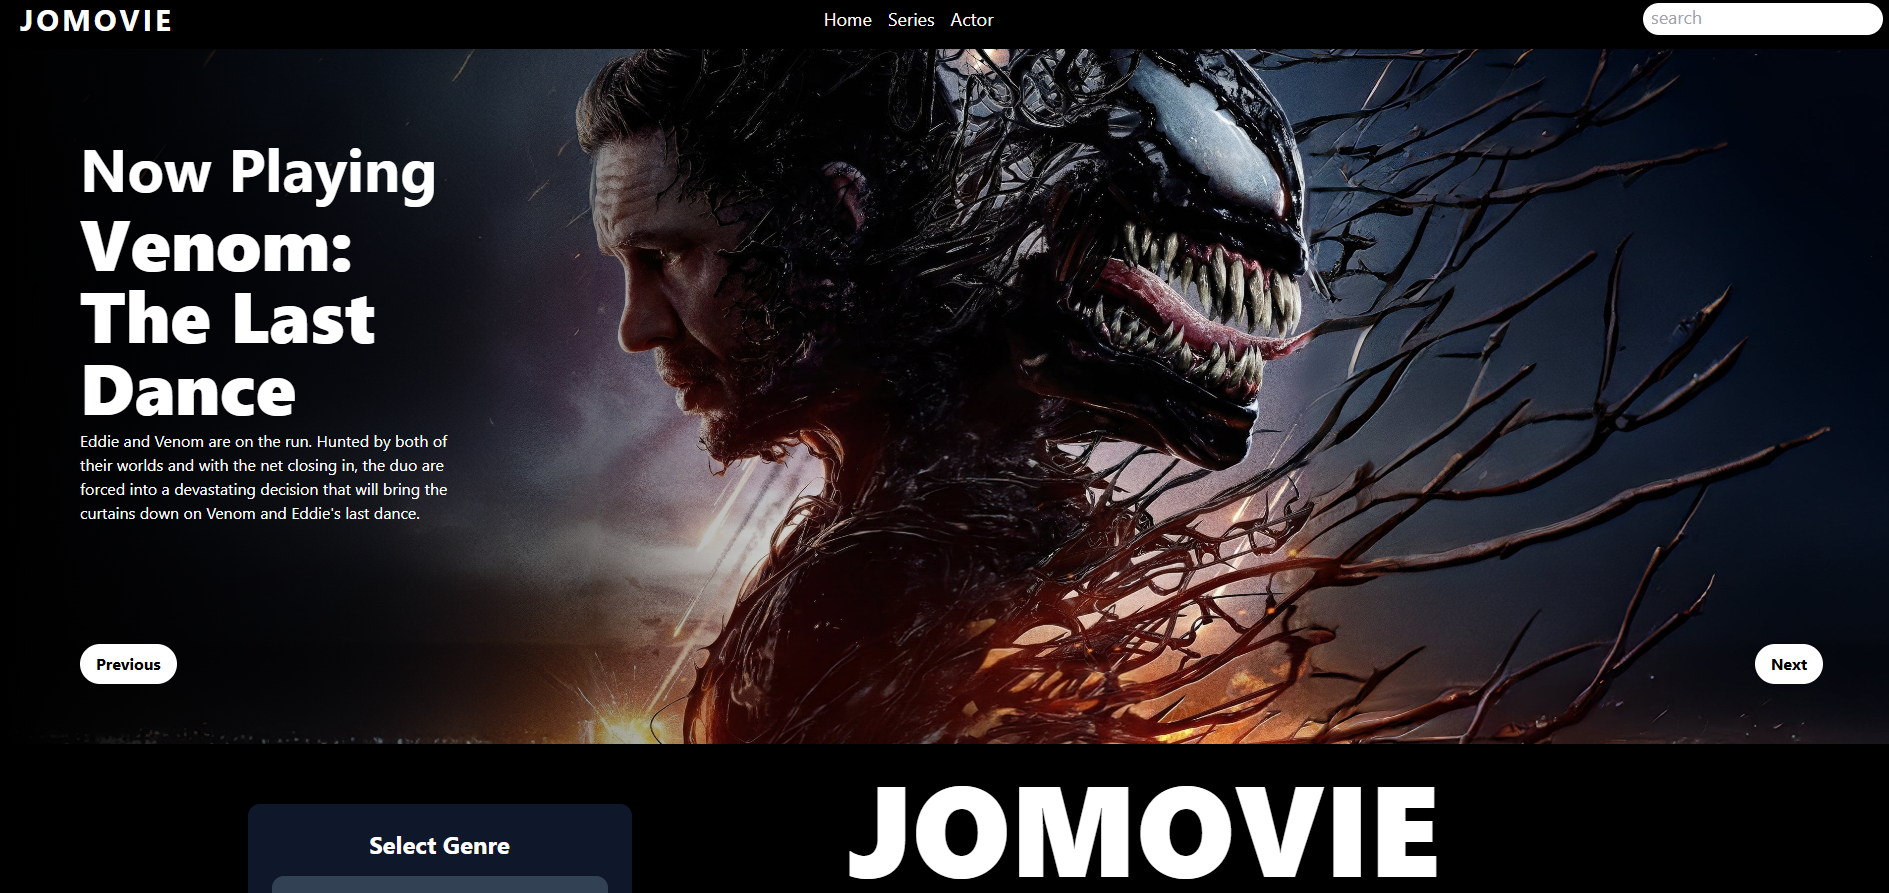 JOMOVIE
Home Series Actor
search
Now Playing
Venom:
The Last
Dance
Eddie and Venom are on the run. Hunted by both of
their worlds and with the net closing in, the duo are
forced into a devastating decision that will bring the
curtains down on Venom and Eddie's last dance.
Previous
Next
Select Genre
JOMOVIE